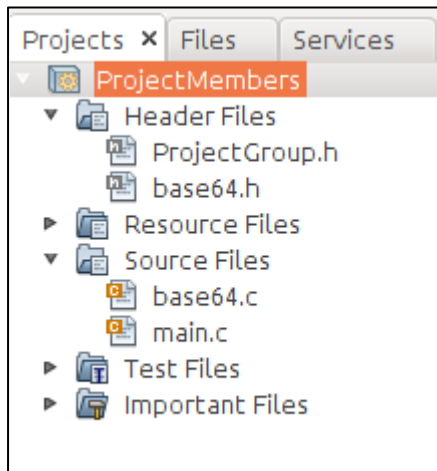 Projects Files Services
ProjectMembers
Header Files
ProjectGroup.h
base64.h
Resource Files
Source Files
base64.c
main.c
Test Files
Important Files